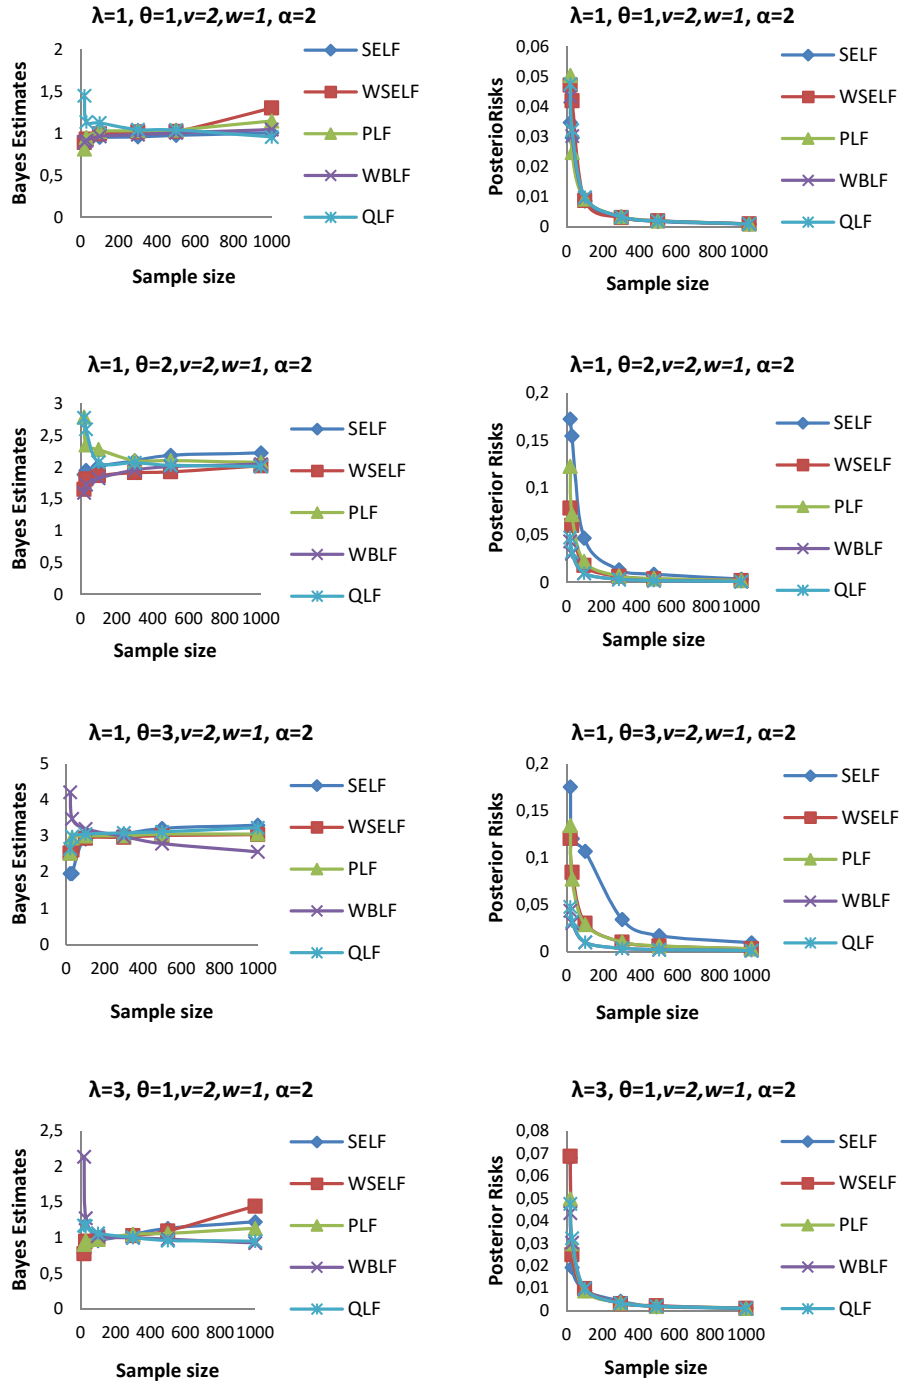 λ=1, θ=1,v=2,w=1, α=2
Bayes Estimates
2
1,5
1
0,5
0
0 200 400 600 800 1000
Sample size
SELF
WSELF
PLF
WBLF
QLF
λ=1, θ=1,v=2,w=1, α=2
PosterioRisks
0,06
0,05
0,04
0,03
0,02
0,01
0
0 200 400 600 800 1000
Sample size
SELF
WSELF
PLF
WBLF
QLF
λ=1, θ=2,v=2,w=1, α=2
Bayes Estimates
3
2,5
2
1,5
1
0,5
0
0 200 400 600 800 1000
Sample size
SELF
WSELF
PLF
WBLF
QLF
λ=1, θ=2,v=2,w=1, α=2
Posterior Risks
0,2
0,15
0,1
0,05
0
0 200 400 600 800 1000
Sample size
SELF
WSELF
PLF
WBLF
QLF
λ=1, θ=3,v=2,w=1, α=2
Bayes Estimates
5
4
3
2
1
0
0 200 400 600 800 1000
Sample size
SELF
WSELF
PLF
WBLF
QLF
λ=1, θ=3,v=2,w=1, α=2
Posterior Risks
0,2
0,15
0,1
0,05
0
0 200 400 600 800 1000
Sample size
SELF
WSELF
PLF
WBLF
QLF
λ=3, θ=1,v=2,w=1, α=2
Bayes Estimates
2,5
2
1,5
1
0,5
0
0 200 400 600 800 1000
Sample size
SELF
WSELF
PLF
WBLF
QLF
λ=3, θ=1,v=2,w=1, α=2
Posterior Risks
0,08
0,07
0,06
0,05
0,04
0,03
0,02
0,01
0
0 200 400 600 800 1000
Sample size
SELF
WSELF
PLF
WBLF
QLF